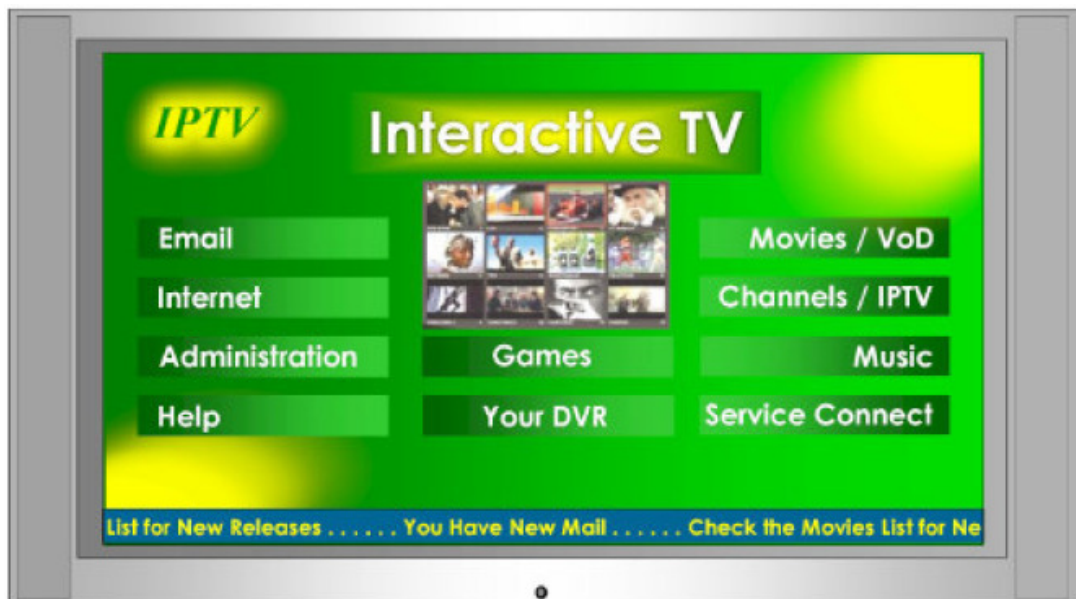 IPTV
Interactive TV
Email
Internet
Administration
Help
Games
Your DVR
Movies / VoD
Channels / IPTV
Music
Service Connect
List for New Releases . . . . . . You Have New Mail . . . . . . Check the Movies List for Ne